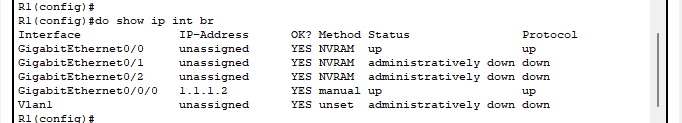 R1(config)#
R1(config)#do show ip int br
Interface IP-Address OK? Method Status Protocol
GigabitEthernet0/0 unassigned YES NVRAM up up
GigabitEthernet0/1 unassigned YES NVRAM administratively down down
GigabitEthernet0/2 unassigned YES NVRAM administratively down down
GigabitEthernet0/0/0 1.1.1.2 YES manual up up
Vlan1 unassigned YES unset administratively down down
R1(config)#